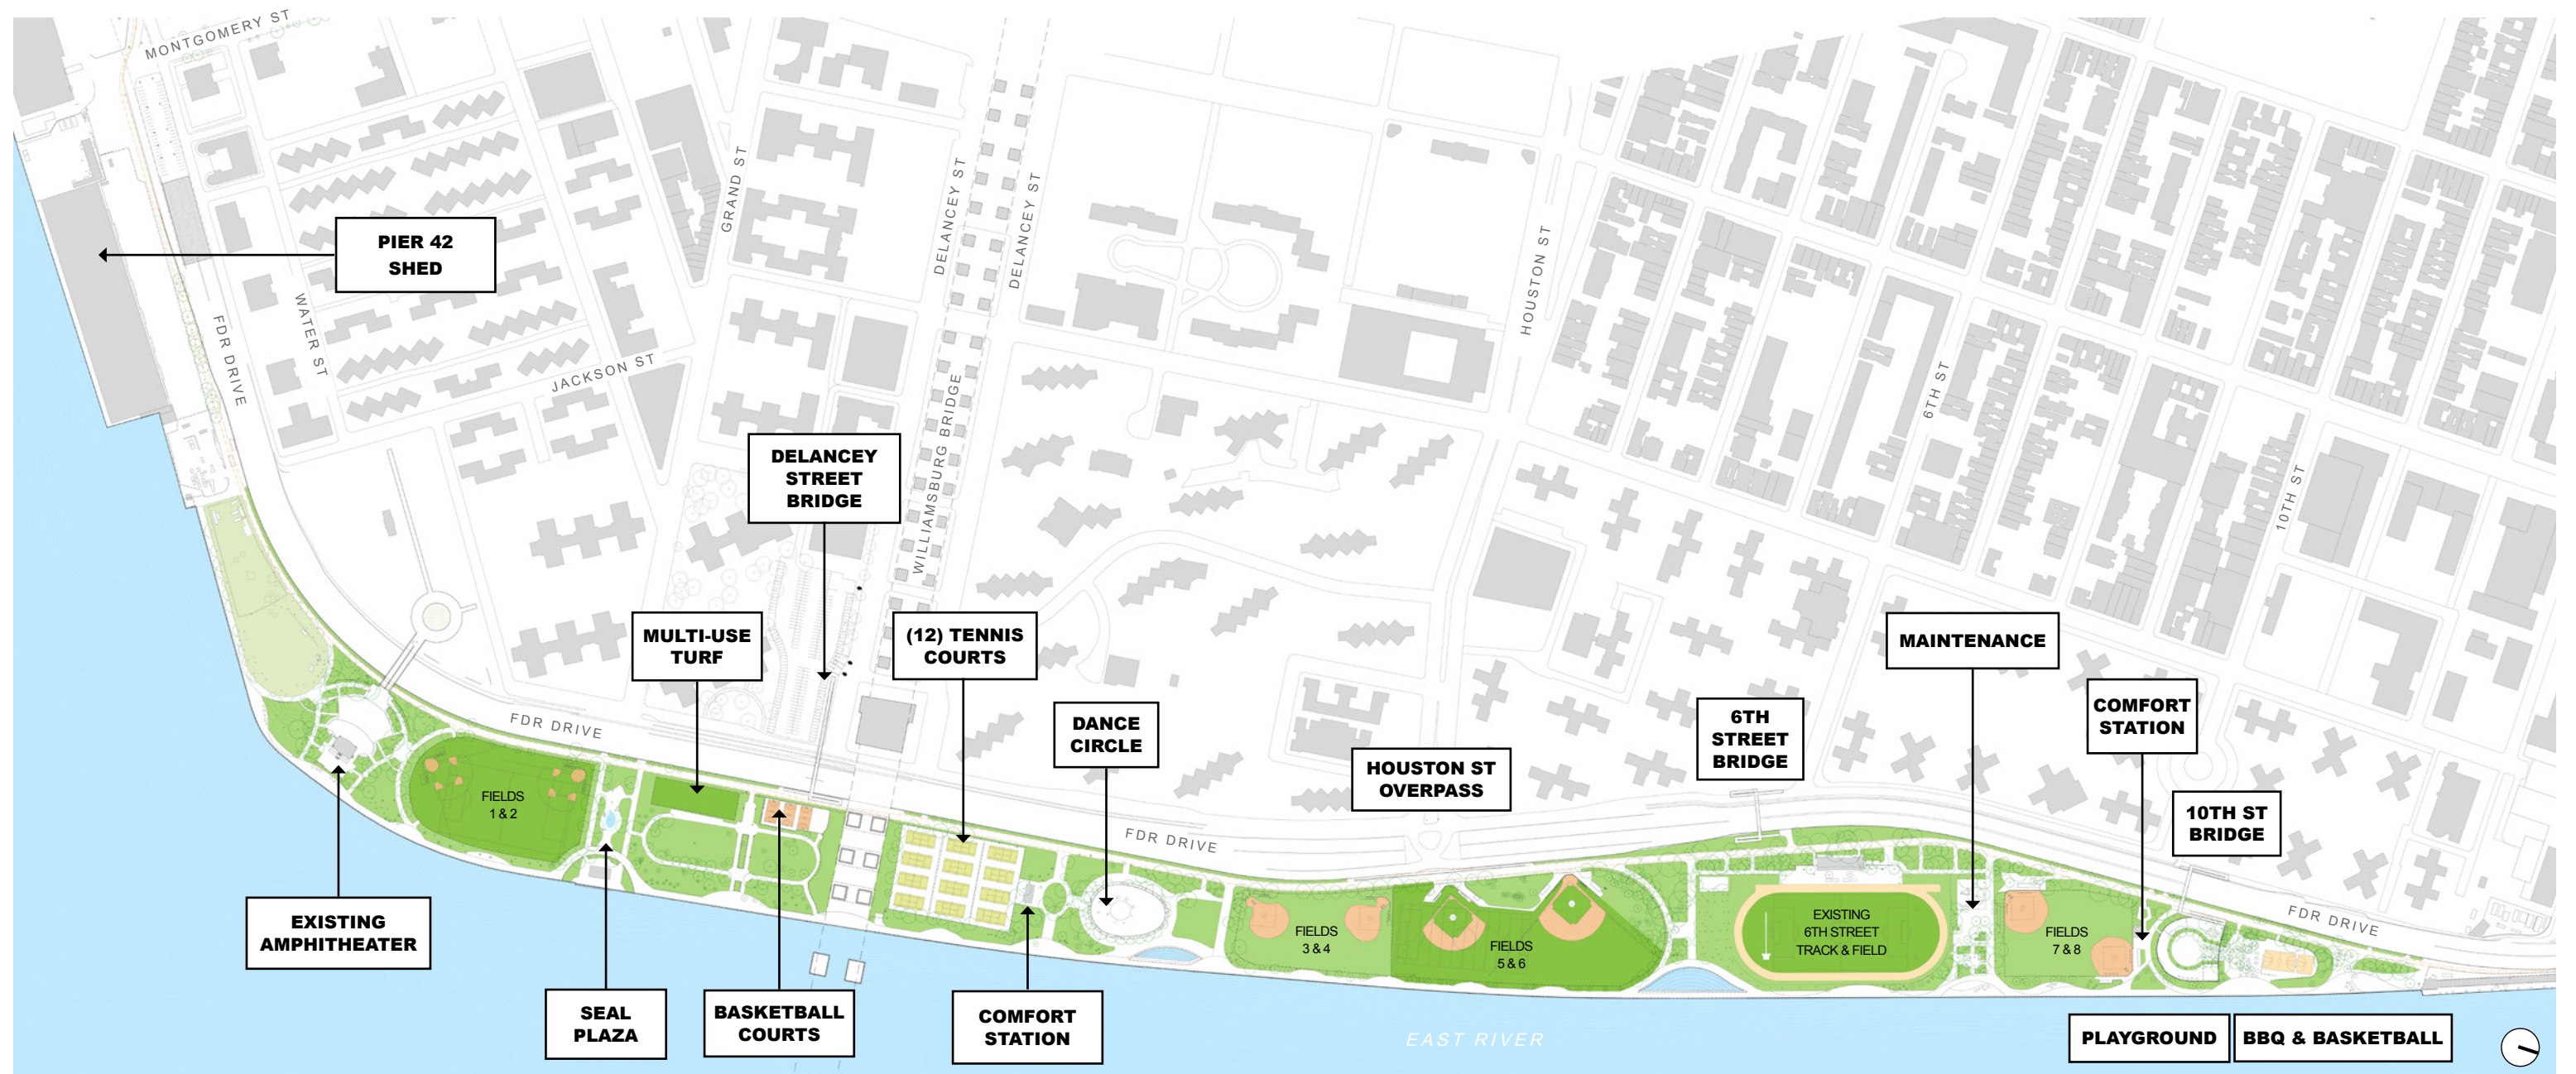 MONTGOMERY ST
PIER 42
SHED
FDR DRIVE
WATER ST
JACKSON ST
GRAND ST
DELANCEY ST
DELANCEY ST
WILLIAMSBURG BRIDGE
HOUSTON ST
6TH ST
10TH ST
DELANCEY
STREET
BRIDGE
MULTI-USE
TURF
(12) TENNIS
COURTS
DANCE
CIRCLE
HOUSTON ST
OVERPASS
6TH
STREET
BRIDGE
MAINTENANCE
COMFORT
STATION
10TH ST
BRIDGE
FDR DRIVE
FDR DRIVE
FDR DRIVE
FIELDS
1 & 2
FIELDS
3 & 4
FIELDS
5 & 6
EXISTING
6TH STREET
TRACK & FIELD
FIELDS
7 & 8
EXISTING
AMPHITHEATER
SEAL
PLAZA
BASKETBALL
COURTS
COMFORT
STATION
EAST RIVER
PLAYGROUND
BBQ & BASKETBALL